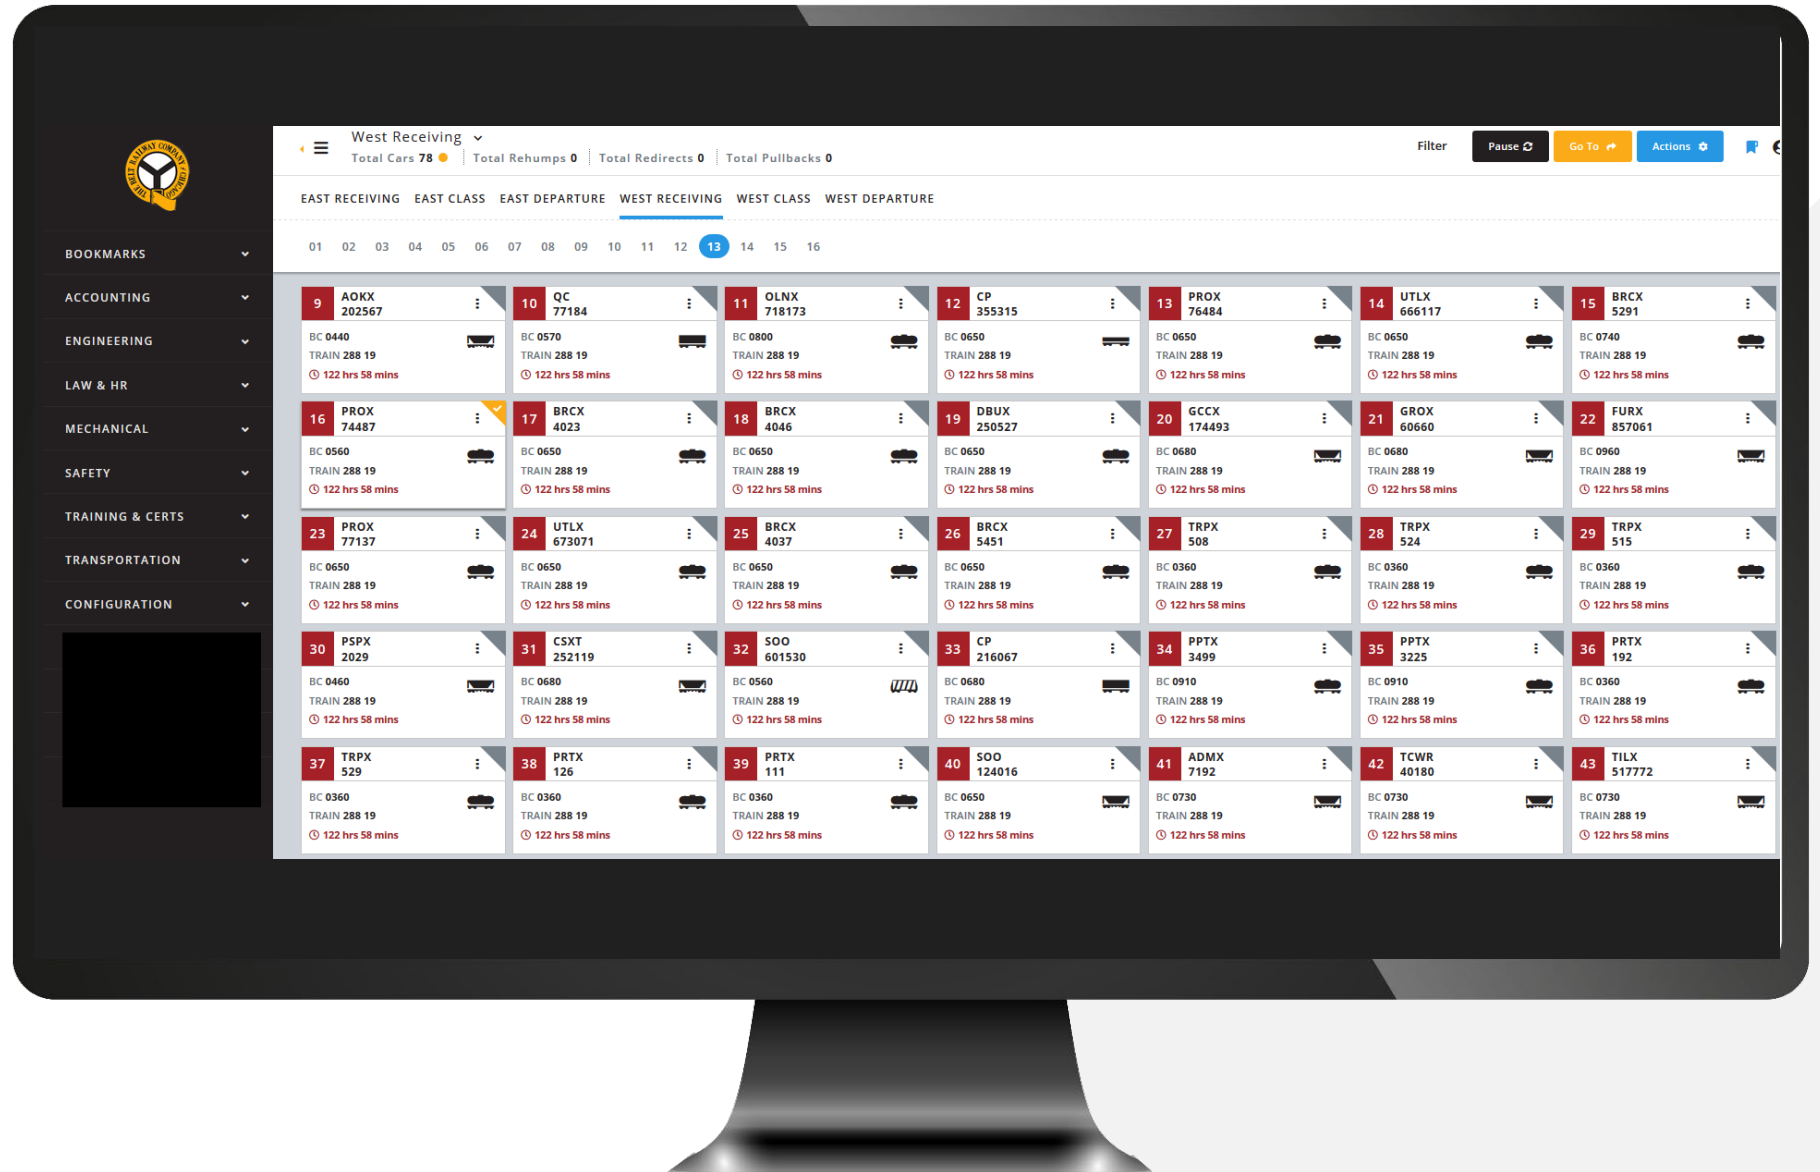 THE BELT RAILWAY COMPANY of CHICAGO
BOOKMARKS
ACCOUNTING
ENGINEERING
LAW & HR
MECHANICAL
SAFETY
TRAINING & CERTS
TRANSPORTATION
CONFIGURATION
West Receiving
Total Cars 78 Total Rehumps 0 Total Redirects 0 Total Pullbacks 0
Filter Pause Go To Actions
EAST RECEIVING EAST CLASS EAST DEPARTURE WEST RECEIVING WEST CLASS WEST DEPARTURE
01 02 03 04 05 06 07 08 09 10 11 12 13 14 15 16
9 AOKX
202567
BC 0440
TRAIN 288 19
122 hrs 58 mins
10 QC
77184
BC 0570
TRAIN 288 19
122 hrs 58 mins
11 OLNX
718173
BC 0800
TRAIN 288 19
122 hrs 58 mins
12 CP
355315
BC 0650
TRAIN 288 19
122 hrs 58 mins
13 PROX
76484
BC 0650
TRAIN 288 19
122 hrs 58 mins
14 UTLX
666117
BC 0650
TRAIN 288 19
122 hrs 58 mins
15 BRCX
5291
BC 0740
TRAIN 288 19
122 hrs 58 mins
16 PROX
74487
BC 0560
TRAIN 288 19
122 hrs 58 mins
17 BRCX
4023
BC 0650
TRAIN 288 19
122 hrs 58 mins
18 BRCX
4046
BC 0650
TRAIN 288 19
122 hrs 58 mins
19 DBUX
250527
BC 0650
TRAIN 288 19
122 hrs 58 mins
20 GCCX
174493
BC 0680
TRAIN 288 19
122 hrs 58 mins
21 GROX
60660
BC 0680
TRAIN 288 19
122 hrs 58 mins
22 FURX
857061
BC 0960
TRAIN 288 19
122 hrs 58 mins
23 PROX
77137
BC 0650
TRAIN 288 19
122 hrs 58 mins
24 UTLX
673071
BC 0650
TRAIN 288 19
122 hrs 58 mins
25 BRCX
4037
BC 0650
TRAIN 288 19
122 hrs 58 mins
26 BRCX
5451
BC 0650
TRAIN 288 19
122 hrs 58 mins
27 TRPX
508
BC 0360
TRAIN 288 19
122 hrs 58 mins
28 TRPX
524
BC 0360
TRAIN 288 19
122 hrs 58 mins
29 TRPX
515
BC 0360
TRAIN 288 19
122 hrs 58 mins
30 PSPX
2029
BC 0460
TRAIN 288 19
122 hrs 58 mins
31 CSXT
252119
BC 0680
TRAIN 288 19
122 hrs 58 mins
32 SOO
601530
BC 0560
TRAIN 288 19
122 hrs 58 mins
33 CP
216067
BC 0680
TRAIN 288 19
122 hrs 58 mins
34 PPTX
3499
BC 0910
TRAIN 288 19
122 hrs 58 mins
35 PPTX
3225
BC 0910
TRAIN 288 19
122 hrs 58 mins
36 PRTX
192
BC 0360
TRAIN 288 19
122 hrs 58 mins
37 TRPX
529
BC 0360
TRAIN 288 19
122 hrs 58 mins
38 PRTX
126
BC 0360
TRAIN 288 19
122 hrs 58 mins
39 PRTX
111
BC 0360
TRAIN 288 19
122 hrs 58 mins
40 SOO
124016
BC 0650
TRAIN 288 19
122 hrs 58 mins
41 ADMX
7192
BC 0730
TRAIN 288 19
122 hrs 58 mins
42 TCWR
40180
BC 0730
TRAIN 288 19
122 hrs 58 mins
43 TILX
517772
BC 0730
TRAIN 288 19
122 hrs 58 mins